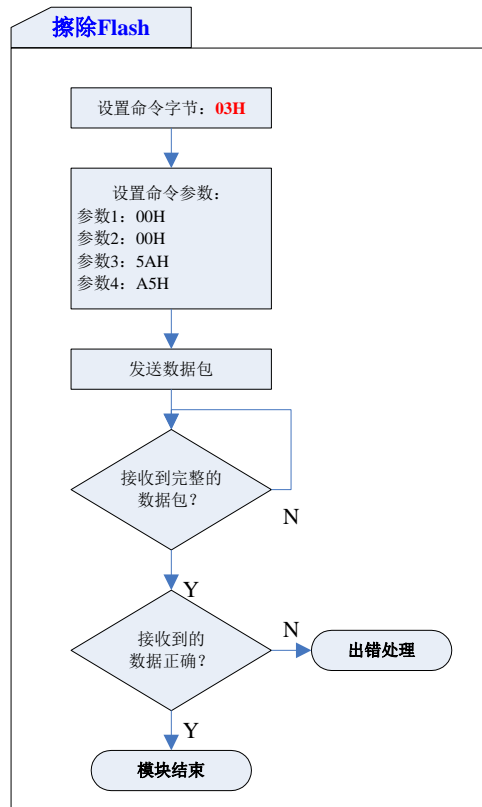 擦除Flash
设置命令字节：03H
设置命令参数：
参数1：00H
参数2：00H
参数3：5AH
参数4：A5H
发送数据包
接收到完整的
数据包？
N
Y
接收到的
数据正确？
N
出错处理
Y
模块结束